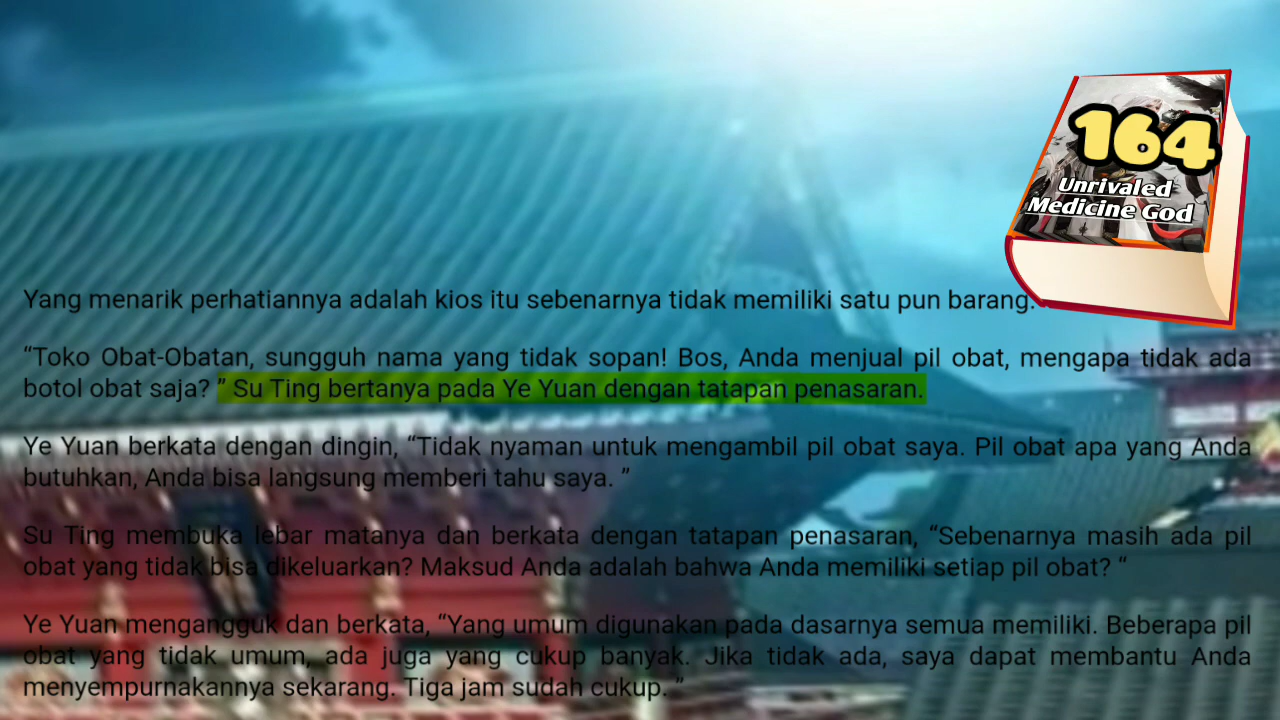 164
Unrivaled
Medicine God
Yang menarik perhatiannya adalah kios itu sebenarnya tidak memiliki satu pun barang.
“Toko Obat-Obatan, sungguh nama yang tidak sopan! Bos, Anda menjual pil obat, mengapa tidak ada
botol obat saja? ” Su Ting bertanya pada Ye Yuan dengan tatapan penasaran.
Ye Yuan berkata dengan dingin, “Tidak nyaman untuk mengambil pil obat saya. Pil obat apa yang Anda
butuhkan, Anda bisa langsung memberi tahu saya. ”
Su Ting membuka lebar matanya dan berkata dengan tatapan penasaran, “Sebenarnya masih ada pil
obat yang tidak bisa dikeluarkan? Maksud Anda adalah bahwa Anda memiliki setiap pil obat? “
Ye Yuan mengangguk dan berkata, “Yang umum digunakan pada dasarnya semua memiliki. Beberapa pil
obat yang tidak umum, ada juga yang cukup banyak. Jika tidak ada, saya dapat membantu Anda
menyempurnakannya sekarang. Tiga jam sudah cukup. ”